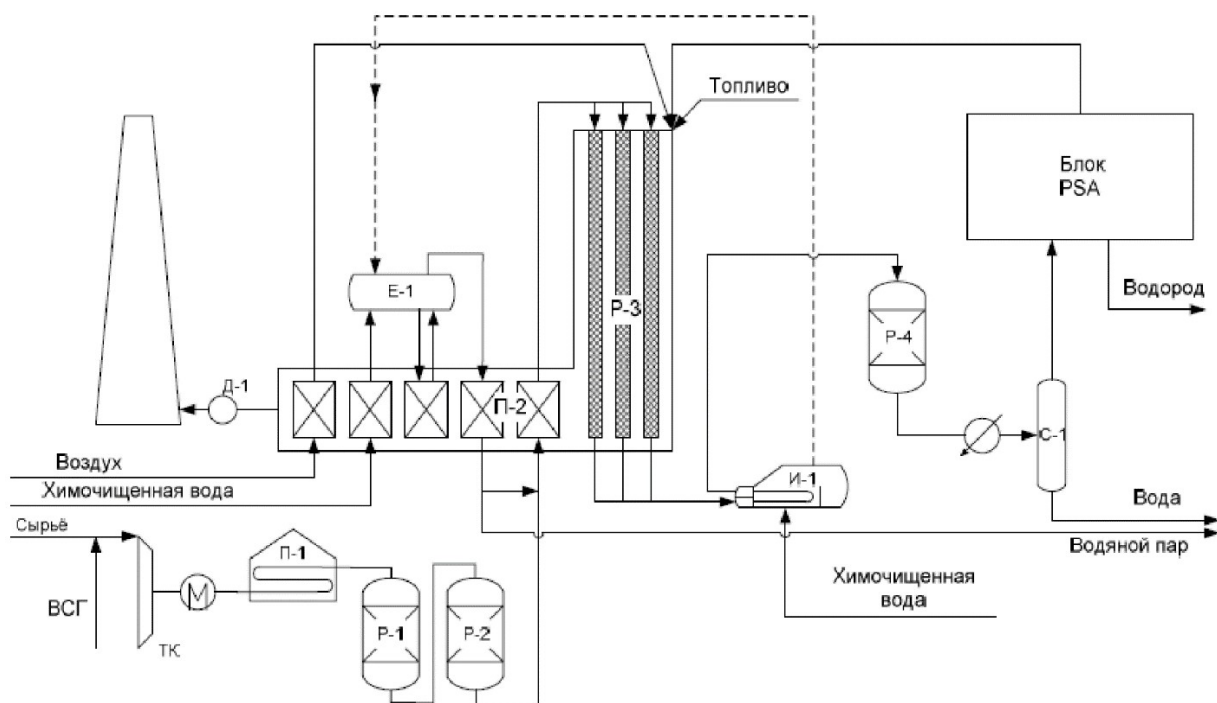 Топливо
Блок
PSA
Е-1
Р-3
Водород
Р-4
Д-1
П-2
С-1
Воздух
Химочищенная вода
И-1
Вода
Сырьё
Водяной пар
П-1
М
Химочищенная
вода
ВСГ
Р-1
Р-2
ТК